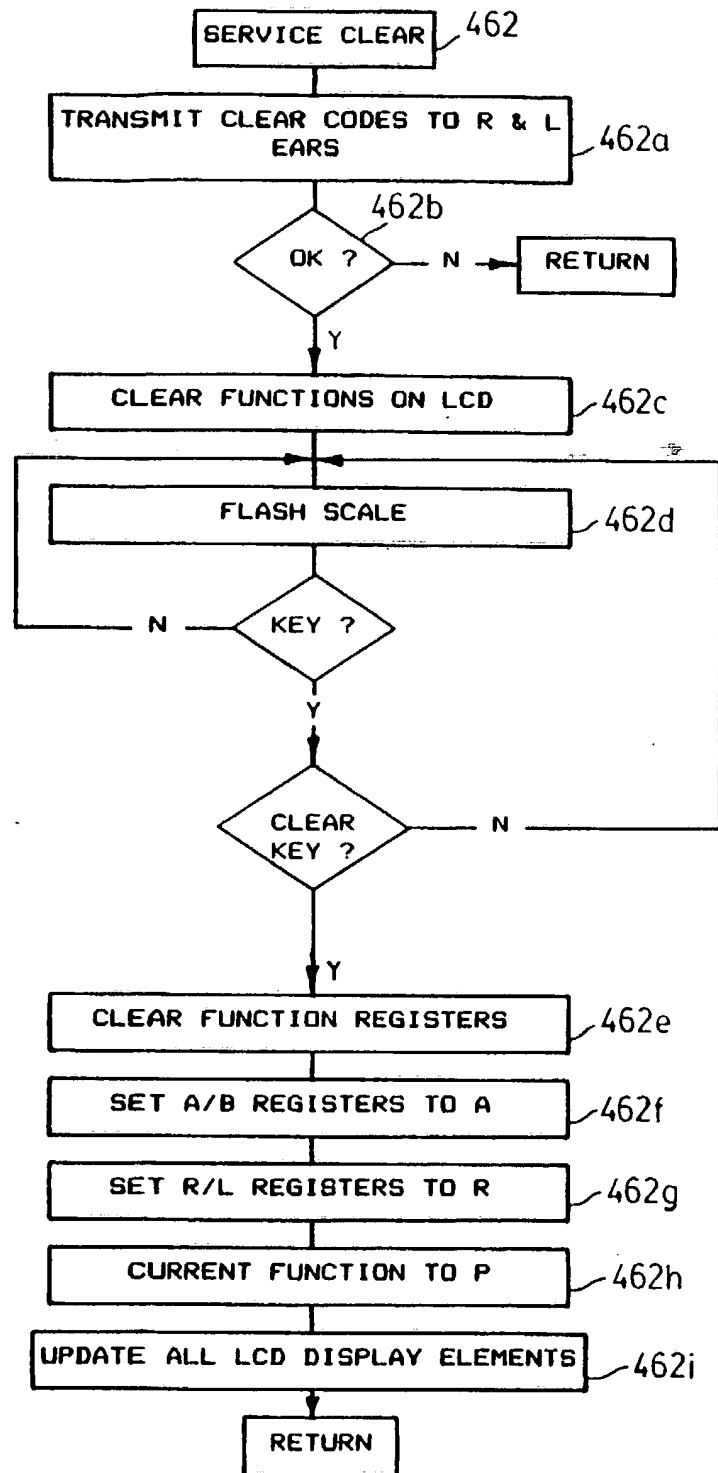 SERVICE CLEAR
462
TRANSMIT CLEAR CODES TO R & L
EARS
462a
462b
OK ?
N
RETURN
Y
CLEAR FUNCTIONS ON LCD
462c
FLASH SCALE
462d
N
KEY ?
Y
CLEAR
KEY ?
N
Y
CLEAR FUNCTION REGISTERS
462e
SET A/B REGISTERS TO A
462f
SET R/L REGISTERS TO R
462g
CURRENT FUNCTION TO P
462h
UPDATE ALL LCD DISPLAY ELEMENTS
462i
RETURN